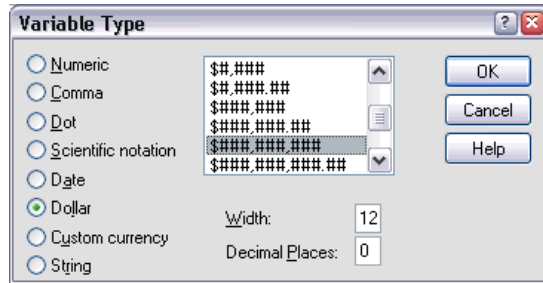 Variable Type
Numeric
Comma
Dot
Scientific notation
Date
Dollar
Custom currency
String
$#,###
$#,###.##
$###,###
$###,###.##
$###,###,###
$###,###,###.##
Width: 12
Decimal Places: 0
OK
Cancel
Help